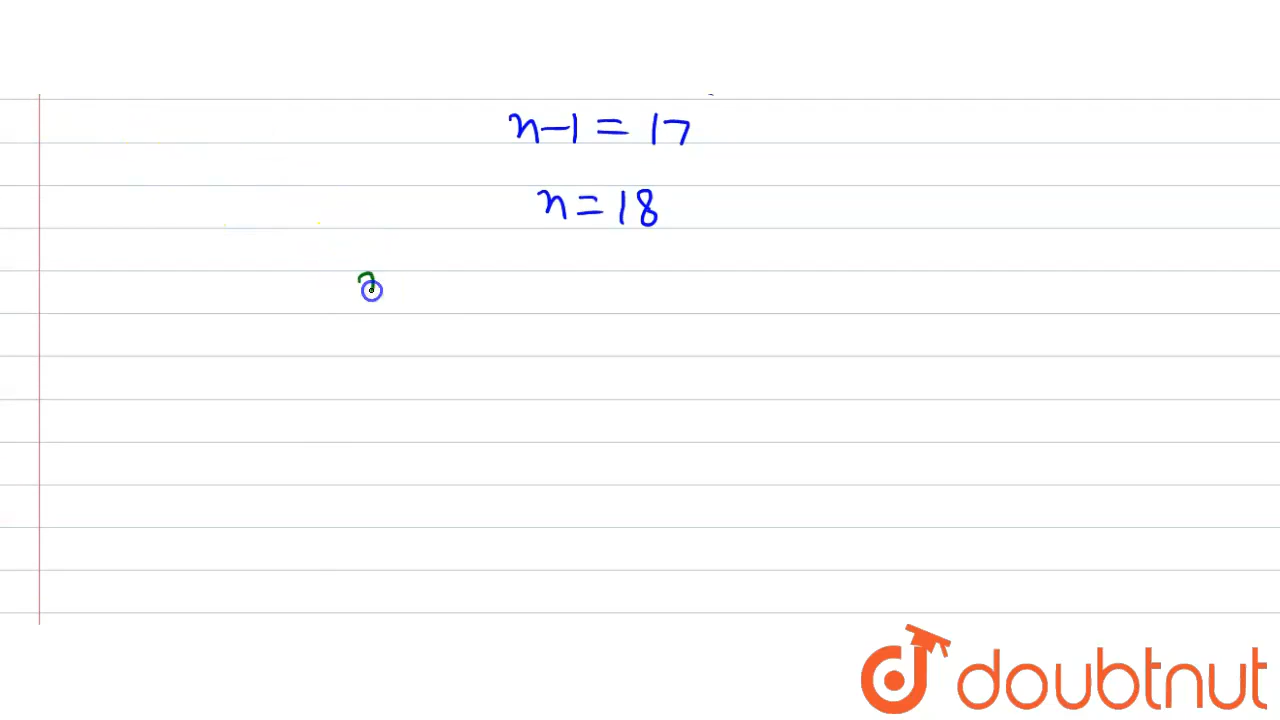 n-1 = 17
n = 18
doubtnut